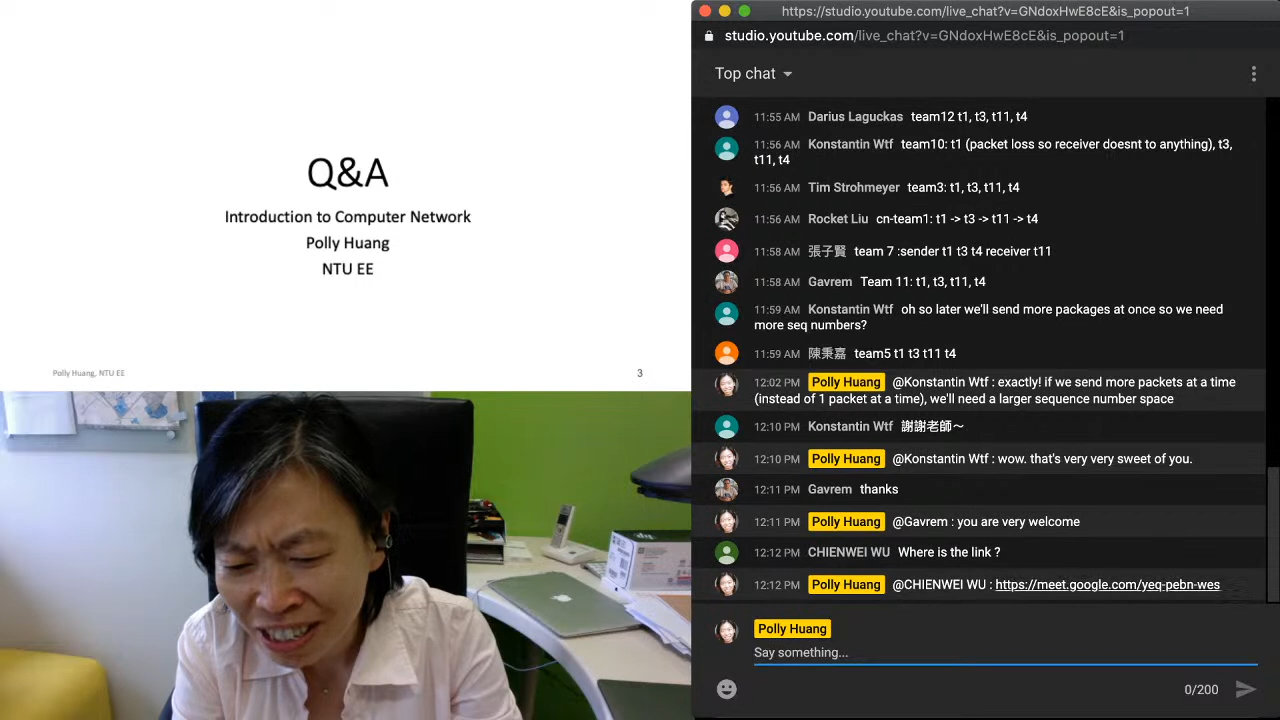 Q&A
Introduction to Computer Network
Polly Huang
NTU EE
Polly Huang, NTU EE
3
https://studio.youtube.com/live_chat?v=GNdoxHwE8cE&is_popout=1
studio.youtube.com/live_chat?v=GNdoxHwE8cE&is_popout=1
Top chat
11:55 AM Darius Laguckas team12 t1, t3, t11, t4
11:56 AM Konstantin Wtf team10: t1 (packet loss so receiver doesnt to anything), t3,
t11, t4
11:56 AM Tim Strohmeyer team3: t1, t3, t11, t4
11:56 AM Rocket Liu cn-team1: t1 -> t3 -> t11 -> t4
11:58 AM 張子賢 team 7 :sender t1 t3 t4 receiver t11
11:58 AM Gavrem Team 11: t1, t3, t11, t4
11:59 AM Konstantin Wtf oh so later we'll send more packages at once so we need
more seq numbers?
11:59 AM 陳秉嘉 team5 t1 t3 t11 t4
12:02 PM Polly Huang @Konstantin Wtf : exactly! if we send more packets at a time
(instead of 1 packet at a time), we'll need a larger sequence number space
12:10 PM Konstantin Wtf 謝謝老師～
12:10 PM Polly Huang @Konstantin Wtf : wow. that's very very sweet of you.
12:11 PM Gavrem thanks
12:11 PM Polly Huang @Gavrem : you are very welcome
12:12 PM CHIENWEI WU Where is the link ?
12:12 PM Polly Huang @CHIENWEI WU : https://meet.google.com/yeq-pebn-wes
Polly Huang
Say something...
0/200